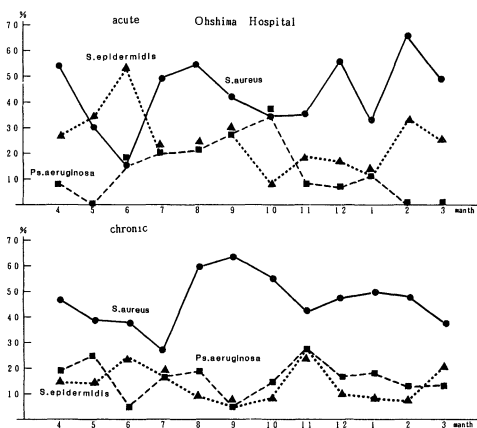 acute Ohshima Hospital
%
70
60
50
40
30
20
10
S.epidermidis
S.aureus
Ps.aeruginosa
4 5 6 7 8 9 10 11 12 1 2 3 manth
chronic
%
70
60
50
40
30
20
10
S.aureus
Ps.aeruginosa
S.epidermidis
4 5 6 7 8 9 10 11 12 1 2 3 manth